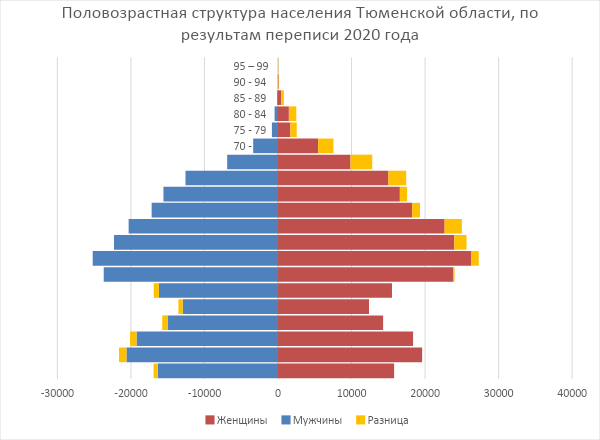 Половозрастная структура населения Тюменской области, по
результам переписи 2020 года
95 – 99
90 - 94
85 - 89
80 - 84
75 - 79
70 -
-30000 -20000 -10000 0 10000 20000 30000 40000
Женщины Мужчины Разница